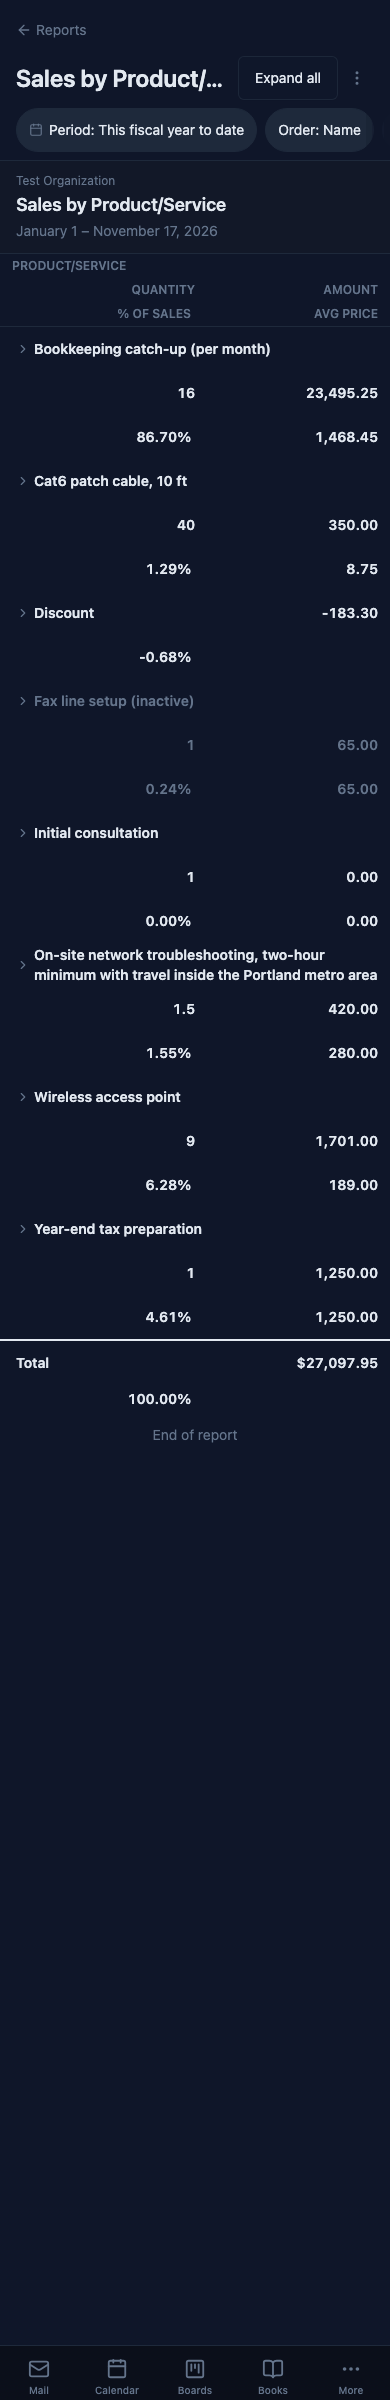 Reports
Sales by Product/...
Expand all
Period: This fiscal year to date
Order: Name
Test Organization
Sales by Product/Service
January 1 – November 17, 2026
PRODUCT/SERVICE
QUANTITY AMOUNT
% OF SALES AVG PRICE
Bookkeeping catch-up (per month)
16 23,495.25
86.70% 1,468.45
Cat6 patch cable, 10 ft
40 350.00
1.29% 8.75
Discount -183.30
-0.68%
Fax line setup (inactive)
1 65.00
0.24% 65.00
Initial consultation
1 0.00
0.00% 0.00
On-site network troubleshooting, two-hour
minimum with travel inside the Portland metro area
1.5 420.00
1.55% 280.00
Wireless access point
9 1,701.00
6.28% 189.00
Year-end tax preparation
1 1,250.00
4.61% 1,250.00
Total $27,097.95
100.00%
End of report
Mail Calendar Boards Books More